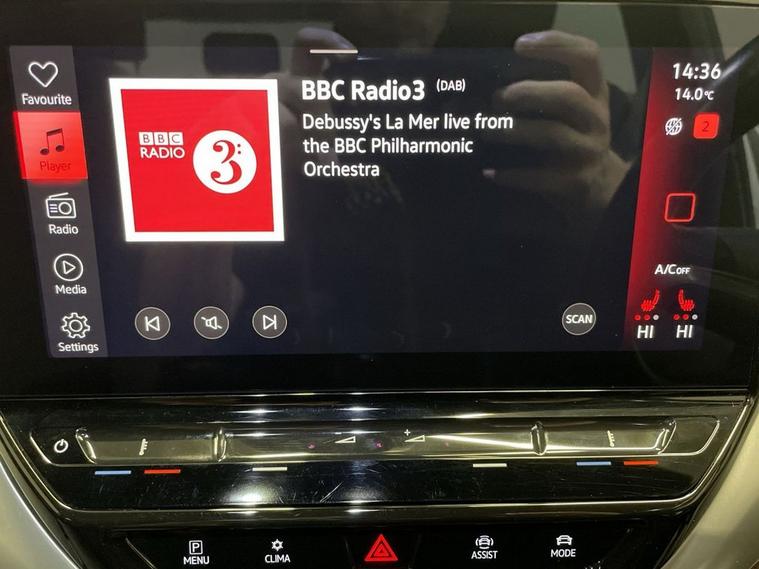 Favourite
Player
Radio
Media
Settings
BBC
RADIO
3
BBC Radio3 (DAB)
Debussy's La Mer live from
the BBC Philharmonic
Orchestra
SCAN
14:36
14.0°C
2
A/C OFF
HI HI
- +
P
MENU
CLIMA
ASSIST
MODE